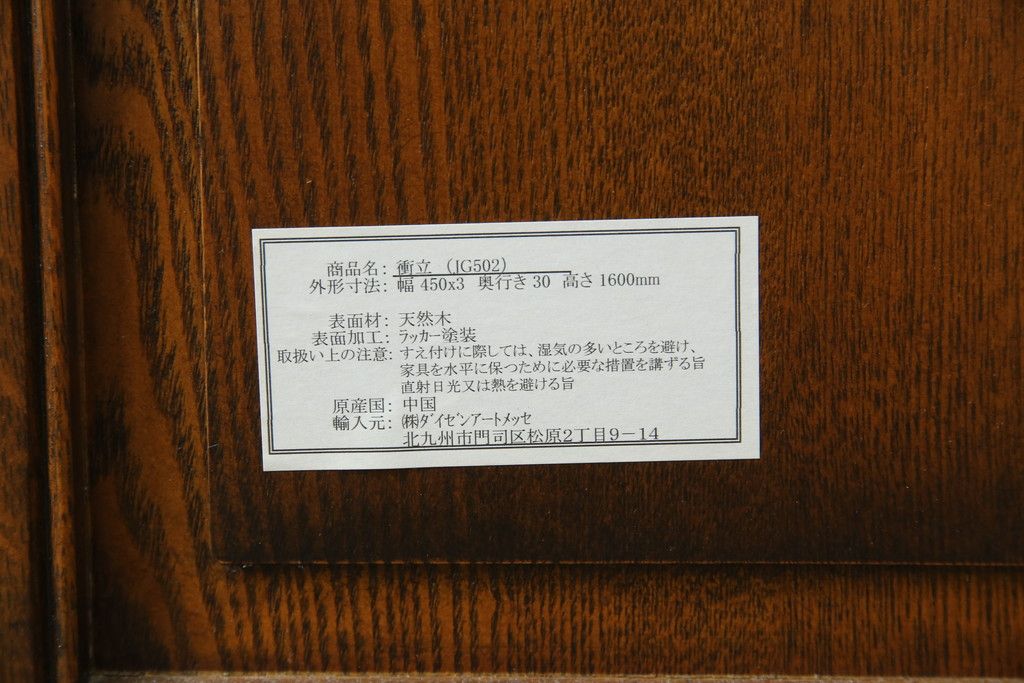 商品名： 衝立 （JG502）
外形寸法： 幅 450x3 奥行き 30 高さ 1600mm
表面材： 天然木
表面加工： ﾗｯｶｰ塗装
取扱い上の注意： すえ付けに際しては、湿気の多いところを避け、
家具を水平に保つために必要な措置を講ずる旨
直射日光又は熱を避ける旨
原産国： 中国
輸入元： ㈱ﾀﾞｲｾﾞﾝｱｰﾄﾒｯｾ
北九州市門司区松原2丁目9－14